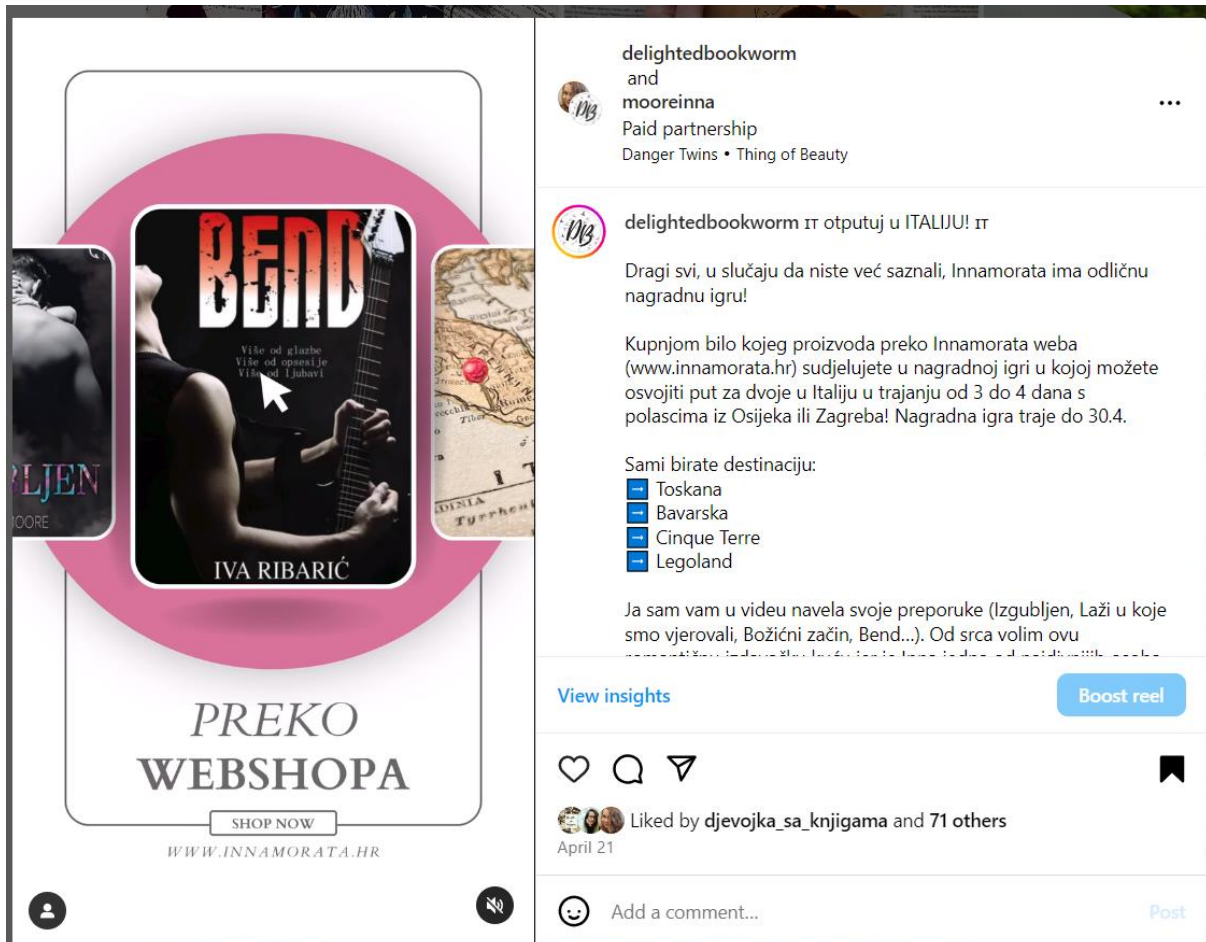 BEND
Više od glazbe
Više od opsesije
Više od ljubavi
IVA RIBARIĆ
BLJEN
OORE
PREKO
WEBSHOPA
SHOP NOW
WWW.INNAMORATA.HR
delightedbookworm
and
mooreinna
Paid partnership
Danger Twins • Thing of Beauty
delightedbookworm IT otputuj u ITALIJU! IT
Dragi svi, u slučaju da niste već saznali, Innamorata ima odličnu
nagradnu igru!
Kupnjom bilo kojeg proizvoda preko Innamorata weba
(www.innamorata.hr) sudjelujete u nagradnoj igri u kojoj možete
osvojiti put za dvoje u Italiju u trajanju od 3 do 4 dana s
polascima iz Osijeka ili Zagreba! Nagradna igra traje do 30.4.
Sami birate destinaciju:
➡ Toskana
➡ Bavarska
➡ Cinque Terre
➡ Legoland
Ja sam vam u videu navela svoje preporuke (Izgubljen, Laži u koje
smo vjerovali, Božićni začin, Bend...). Od srca volim ovu
View insights
Boost reel
Liked by djevojka_sa_knjigama and 71 others
April 21
Add a comment...
Post